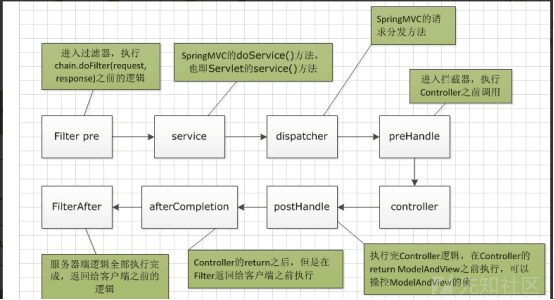 SpringMVC的请
求分发方法
进入过滤器，执行
chain.doFilter(request,
response)之前的逻辑
SpringMVC的doService()方法，
也即Servlet的service()方法
进入拦截器，执行
Controller之前调用
Filter pre
service
dispatcher
preHandle
FilterAfter
afterCompletion
postHandle
controller
服务器端逻辑全部执行完
成，返回给客户端之前的
逻辑
Controller的return之后，但是在
Filter返回给客户端之前执行
执行完Controller逻辑，在Controller的
return ModelAndView之前执行，可以
操控ModelAndView的值
先知社区